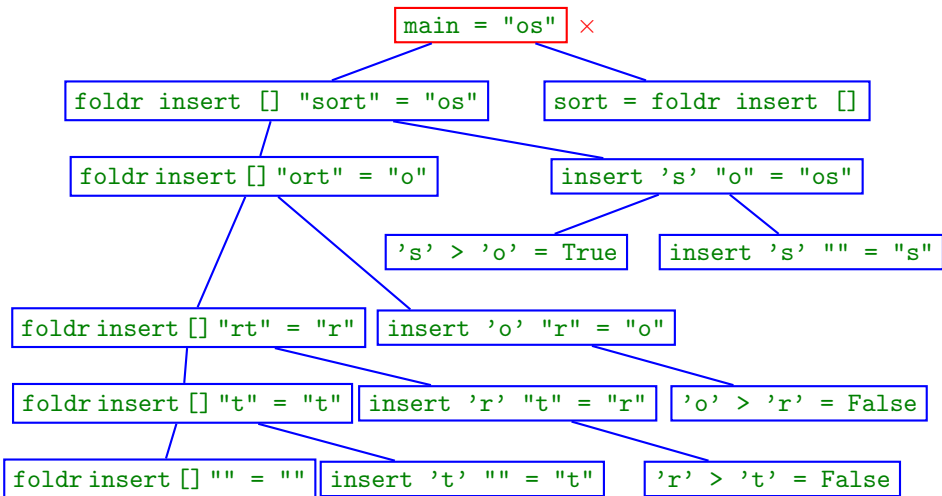 main = "os" ×
foldr insert [] "sort" = "os"
sort = foldr insert []
foldr insert [] "ort" = "o"
insert 's' "o" = "os"
's' > 'o' = True
insert 's' "" = "s"
foldr insert [] "rt" = "r"
insert 'o' "r" = "o"
foldr insert [] "t" = "t"
insert 'r' "t" = "r"
'o' > 'r' = False
foldr insert [] "" = ""
insert 't' "" = "t"
'r' > 't' = False